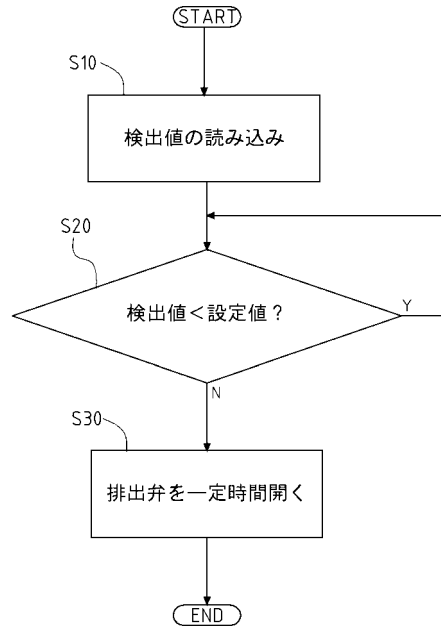 START
S10
検出値の読み込み
S20
検出値<設定値?
Y
N
S30
排出弁を一定時間開く
END